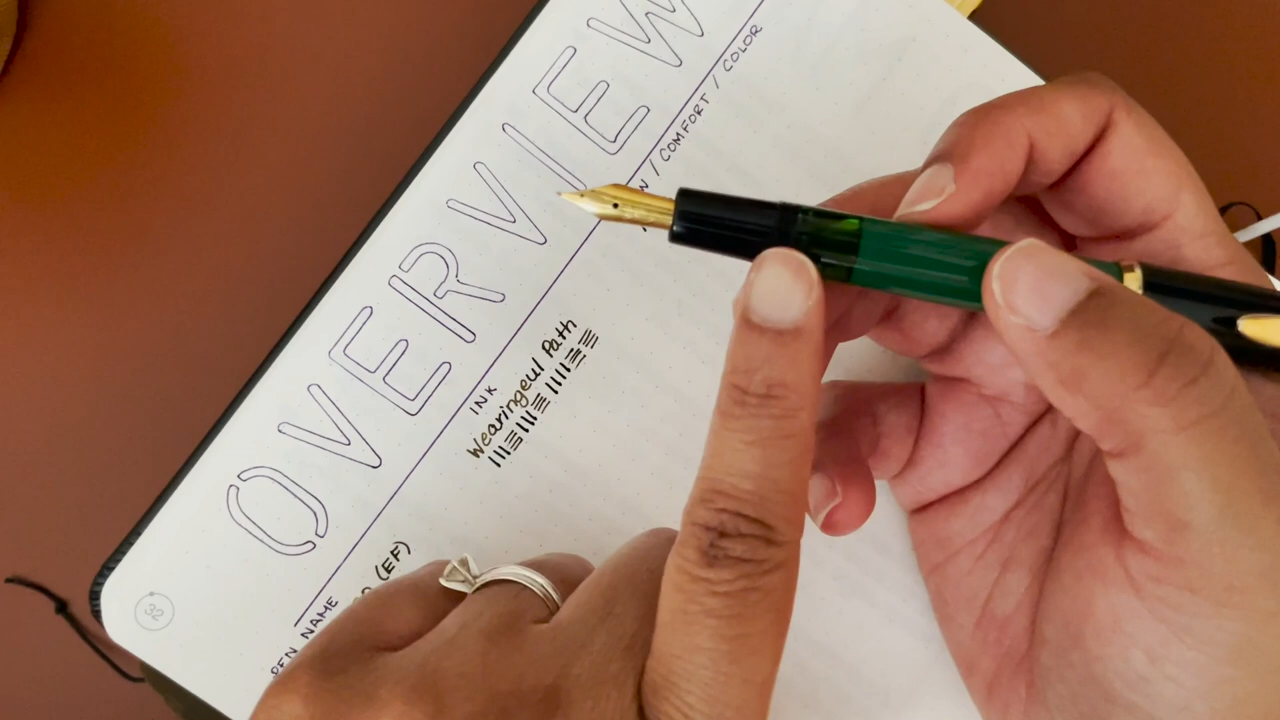 OVERVIEW
PEN NAME
INK
/ COMFORT / COLOR
(EF)
Wearingeul Path
32